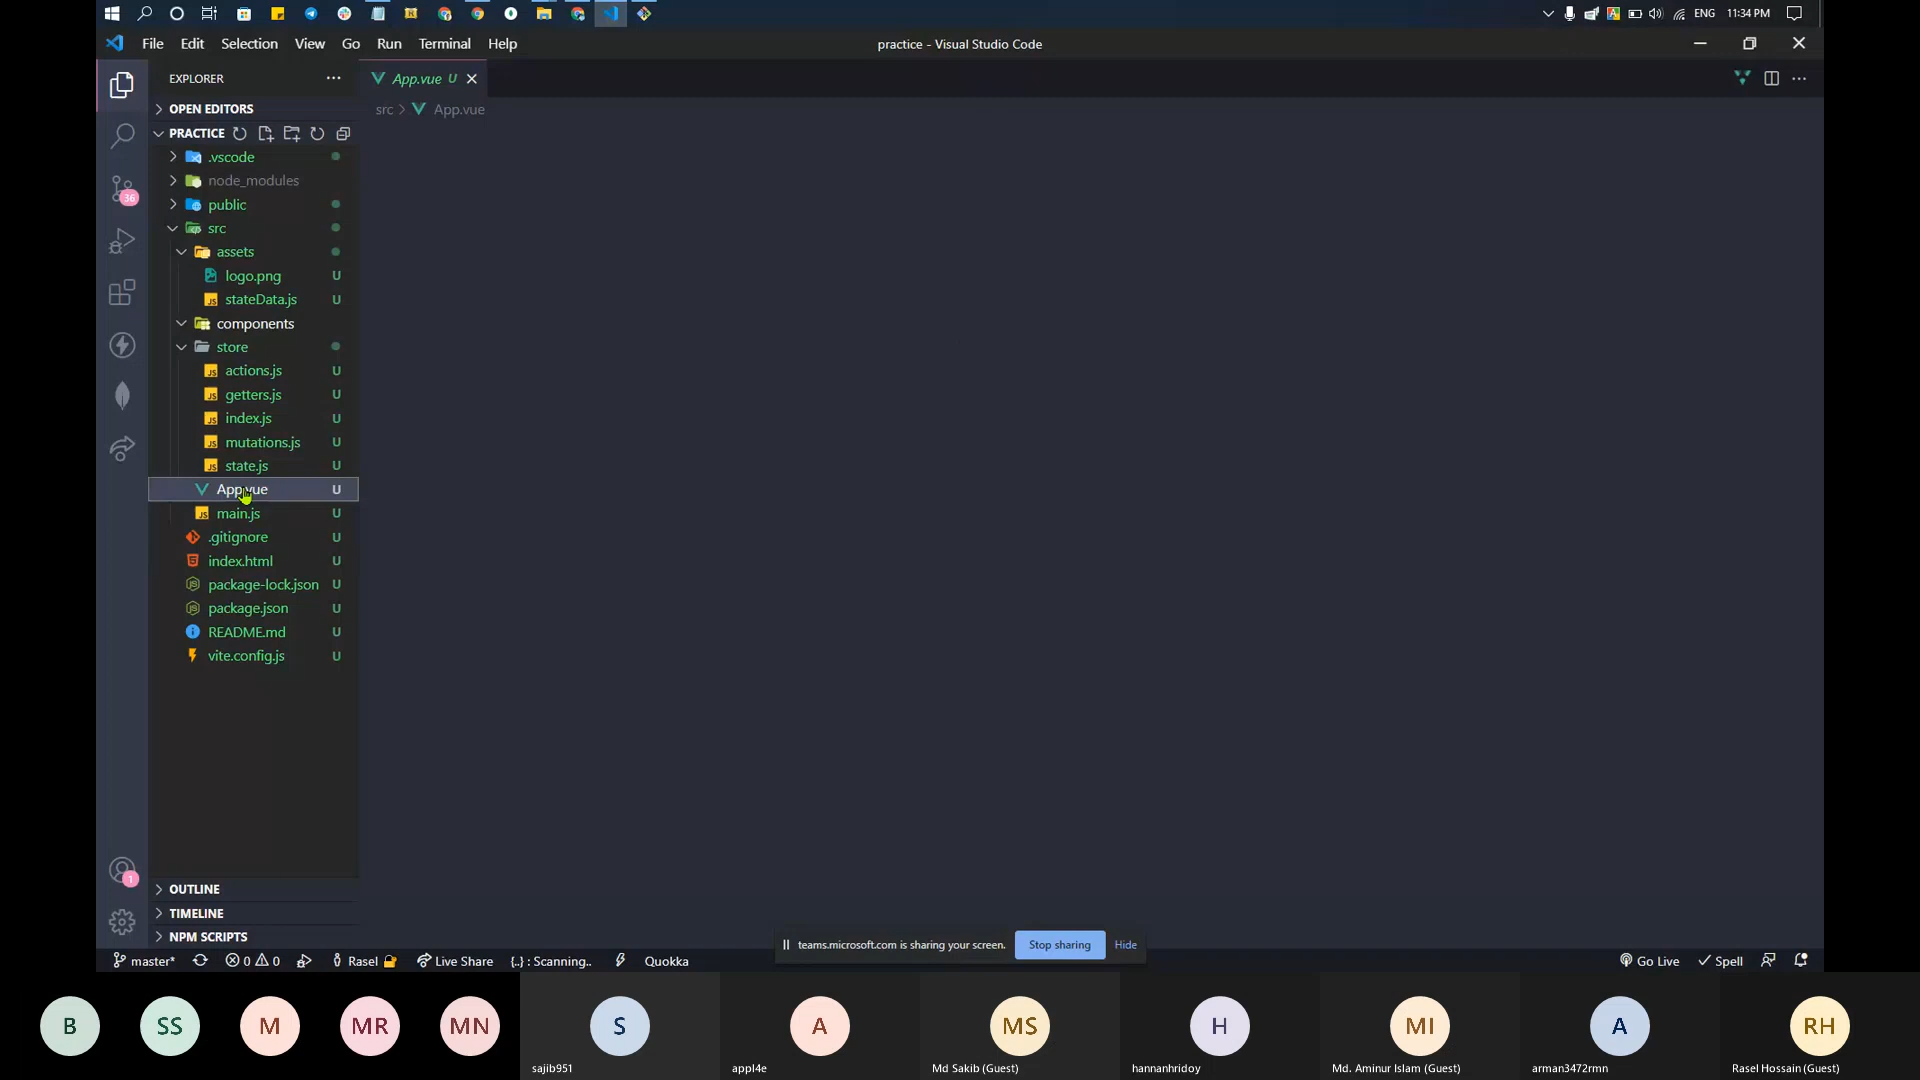 ENG 11:34 PM
File Edit Selection View Go Run Terminal Help
practice - Visual Studio Code
EXPLORER
App.vue U
OPEN EDITORS
src > App.vue
PRACTICE
.vscode
node_modules
public
src
assets
logo.png U
stateData.js U
components
store
actions.js U
getters.js U
index.js U
mutations.js U
state.js U
App.vue U
main.js U
.gitignore U
index.html U
package-lock.json U
package.json U
README.md U
vite.config.js U
36
1
OUTLINE
TIMELINE
NPM SCRIPTS
teams.microsoft.com is sharing your screen. Stop sharing Hide
master* 0 0 Rasel Live Share {..} : Scanning.. Quokka Go Live Spell
B SS M MR MN S A MS H MI A RH
sajib951 appl4e Md Sakib (Guest) hannanhridoy Md. Aminur Islam (Guest) arman3472rmn Rasel Hossain (Guest)